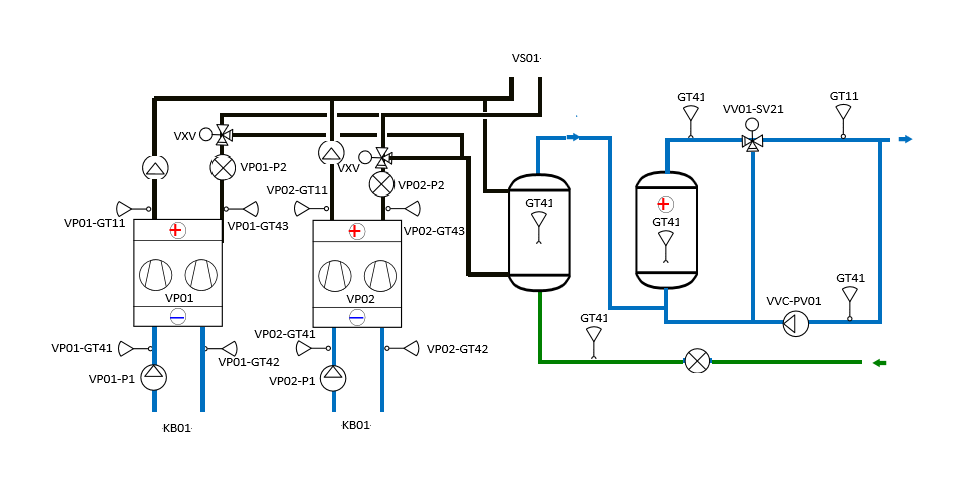 VS01
GT41
VV01-SV21
GT11
VXV
VXV
VP01-P2
VP02-GT11
VP02-P2
VP01-GT11
VP01-GT43
VP02-GT43
GT41
GT41
VP01
VP02
GT41
VVC-PV01
GT41
VP02-GT41
VP01-GT41
VP01-GT42
VP02-GT42
VP01-P1
VP02-P1
KB01
KB01